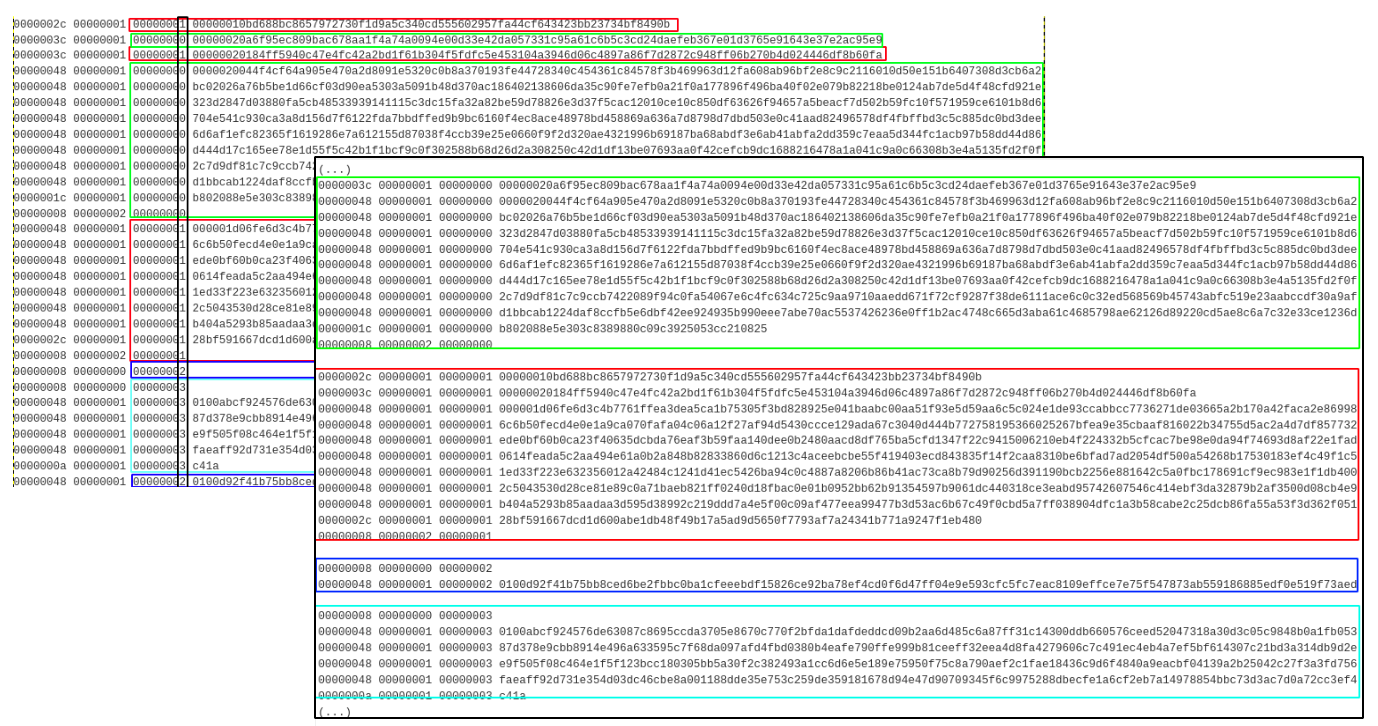 0000002c 00000001 00000001 00000010bd688bc8657972730f1d9a5c340cd555602957fa44cf643423bb23734bf8490b
0000003c 00000001 00000000 00000020a6f95ec809bac678aa1f4a74a0094e00d33e42da057331c95a61c6b5c3cd24daefeb367e01d3765e91643e37e2ac95e9
0000003c 00000001 00000001 00000020184ff5940c47e4fc42a2bd1f61b304f5fdfc5e453104a3946d06c4897a86f7d2872c948ff06b270b4d024446df8b60fa
00000048 00000001 00000000 0000020044f4cf64a905e470a2d8091e5320c0b8a370193fe44728340c454361c84578f3b469963d12fa608ab96bf2e8c9c2116010d50e151b6407308d3cb6a2
00000048 00000001 00000000 bc02026a76b5be1d66cf03d90ea5303a5091b48d370ac186402138606da35c90fe7efb0a21f0a177896f496ba40f02e079b82218be0124ab7de5d4f48cfd921e
00000048 00000001 00000000 323d2847d03880fa5cb48533939141115c3dc15fa32a82be59d78826e3d37f5cac12010ce10c850df63626f94657a5beacf7d502b59fc10f571959ce6101b8d6
00000048 00000001 00000000 704e541c930ca3a8d156d7f6122fda7bbdffed9b9bc6160f4ec8ace48978bd458869a636a7d8798d7dbd503e0c41aad82496578df4fbffbd3c5c885dc0bd3dee
00000048 00000001 00000000 6d6af1efc82365f1619286e7a612155d87038f4ccb39e25e0660f9f2d320ae4321996b69187ba68abdf3e6ab41abfa2dd359c7eaa5d344fc1acb97b58dd44d86
00000048 00000001 00000000 d444d17c165ee78e1d55f5c42b1f1bcf9c0f302588b68d26d2a308250c42d1df13be07693aa0f42cefcb9dc1688216478a1a041c9a0c66308b3e4a5135fd2f0f
00000048 00000001 00000000 2c7d9df81c7c9ccb742
00000048 00000001 00000000 d1bbcab1224daf8ccf
0000001c 00000001 00000000 b802088e5e303c8389
00000008 00000002 00000000
00000048 00000001 00000001 000001d06fe6d3c4b77
00000048 00000001 00000001 6c6b50fecd4e0e1a9c
00000048 00000001 00000001 ede0bf60b0ca23f4063
00000048 00000001 00000001 0614feada5c2aa494e
00000048 00000001 00000001 1ed33f223e632356012
00000048 00000001 00000001 2c5043530d28ce81e8
00000048 00000001 00000001 b404a5293b85aadaa3
0000002c 00000001 00000001 28bf591667dcd1d600
00000008 00000002 00000001
00000008 00000000 00000002
00000008 00000000 00000003
00000048 00000001 00000003 0100abcf924576de63
00000048 00000001 00000003 87d378e9cbb8914e49
00000048 00000001 00000003 e9f505f08c464e1f5f
00000048 00000001 00000003 faeaff92d731e354d0
0000000a 00000001 00000003 c41a
00000048 00000001 00000002 0100d92f41b75bb8ce
(...)
0000003c 00000001 00000000 00000020a6f95ec809bac678aa1f4a74a0094e00d33e42da057331c95a61c6b5c3cd24daefeb367e01d3765e91643e37e2ac95e9
00000048 00000001 00000000 0000020044f4cf64a905e470a2d8091e5320c0b8a370193fe44728340c454361c84578f3b469963d12fa608ab96bf2e8c9c2116010d50e151b6407308d3cb6a2
00000048 00000001 00000000 bc02026a76b5be1d66cf03d90ea5303a5091b48d370ac186402138606da35c90fe7efb0a21f0a177896f496ba40f02e079b82218be0124ab7de5d4f48cfd921e
00000048 00000001 00000000 323d2847d03880fa5cb48533939141115c3dc15fa32a82be59d78826e3d37f5cac12010ce10c850df63626f94657a5beacf7d502b59fc10f571959ce6101b8d6
00000048 00000001 00000000 704e541c930ca3a8d156d7f6122fda7bbdffed9b9bc6160f4ec8ace48978bd458869a636a7d8798d7dbd503e0c41aad82496578df4fbffbd3c5c885dc0bd3dee
00000048 00000001 00000000 6d6af1efc82365f1619286e7a612155d87038f4ccb39e25e0660f9f2d320ae4321996b69187ba68abdf3e6ab41abfa2dd359c7eaa5d344fc1acb97b58dd44d86
00000048 00000001 00000000 d444d17c165ee78e1d55f5c42b1f1bcf9c0f302588b68d26d2a308250c42d1df13be07693aa0f42cefcb9dc1688216478a1a041c9a0c66308b3e4a5135fd2f0f
00000048 00000001 00000000 2c7d9df81c7c9ccb7422089f94c0fa54067e6c4fc634c725c9aa9710aaedd671f72cf9287f38de6111ace6c0c32ed568569b45743abfc519e23aabccdf30a9af
00000048 00000001 00000000 d1bbcab1224daf8ccfb5e6dbf42ee924935b990eee7abe70ac5537426236e0ff1b2ac4748c665d3aba61c4685798ae62126d89220cd5ae8c6a7c32e33ce1236d
0000001c 00000001 00000000 b802088e5e303c8389880c09c3925053cc210825
00000008 00000002 00000000
0000002c 00000001 00000001 00000010bd688bc8657972730f1d9a5c340cd555602957fa44cf643423bb23734bf8490b
0000003c 00000001 00000001 00000020184ff5940c47e4fc42a2bd1f61b304f5fdfc5e453104a3946d06c4897a86f7d2872c948ff06b270b4d024446df8b60fa
00000048 00000001 00000001 000001d06fe6d3c4b7761ffea3dea5ca1b75305f3bd828925e041baabc00aa51f93e5d59aa6c5c024e1de93ccabbcc7736271de03665a2b170a42faca2e86998
00000048 00000001 00000001 6c6b50fecd4e0e1a9ca070fafa04c06a12f27af94d5430ccce129ada67c3040d444b772758195366025267bfea9e35cbaaf816022b34755d5ac2a4d7df857732
00000048 00000001 00000001 ede0bf60b0ca23f40635dcbda76eaf3b59faa140dee0b2480aacd8df765ba5cfd1347f22c9415006210eb4f224332b5cfcac7be98e0da94f74693d8af22e1fad
00000048 00000001 00000001 0614feada5c2aa494e61a0b2a848b82833860d6c1213c4aceebcbe55f419403ecd843835f14f2caa8310be6bfad7ad2054df500a54268b17530183ef4c49f1c5
00000048 00000001 00000001 1ed33f223e632356012a42484c1241d41ec5426ba94c0c4887a8206b86b41ac73ca8b79d90256d391190bcb2256e881642c5a0fbc178691cf9ec983e1f1db400
00000048 00000001 00000001 2c5043530d28ce81e89c0a71baeb821ff0240d18fbac0e01b0952bb62b91354597b9061dc440318ce3eabd95742607546c414ebf3da32879b2af3500d08cb4e9
00000048 00000001 00000001 b404a5293b85aadaa3d595d38992c219ddd7a4e5f00c09af477eea99477b3d53ac6b67c49f0cbd5a7ff038904dfc1a3b58cabe2c25dcb86fa55a53f3d362f051
0000002c 00000001 00000001 28bf591667dcd1d600abe1db48f49b17a5ad9d5650f7793af7a24341b771a9247f1eb480
00000008 00000002 00000001
00000008 00000000 00000002
00000048 00000001 00000002 0100d92f41b75bb8ced6be2fbbc0ba1cfeeebdf15826ce92ba78ef4cd0f6d47ff04e9e593cfc5fc7eac8109effce7e75f547873ab559186885edf0e519f73aed
00000008 00000000 00000003
00000048 00000001 00000003 0100abcf924576de63087c8695ccda3705e8670c770f2bfda1dafdeddcd09b2aa6d485c6a87ff31c14300ddb660576ceed52047318a30d3c05c9848b0a1fb053
00000048 00000001 00000003 87d378e9cbb8914e496a633595c7f68da097afd4fbd0380b4eafe790ffe999b81ceeff32eea4d8fa4279606c7c491ec4eb4a7ef5bf614307c21bd3a314db9d2e
00000048 00000001 00000003 e9f505f08c464e1f5f123bcc180305bb5a30f2c382493a1cc6d6e5e189e75950f75c8a790aef2c1fae18436c9d6f4840a9eacbf04139a2b25042c27f3a3fd756
00000048 00000001 00000003 faeaff92d731e354d03dc46cbe8a001188dde35e753c259de359181678d94e47d90709345f6c9975288dbecfe1a6cf2eb7a14978854bbc73d3ac7d0a72cc3ef4
0000000a 00000001 00000003 c41a
(...)